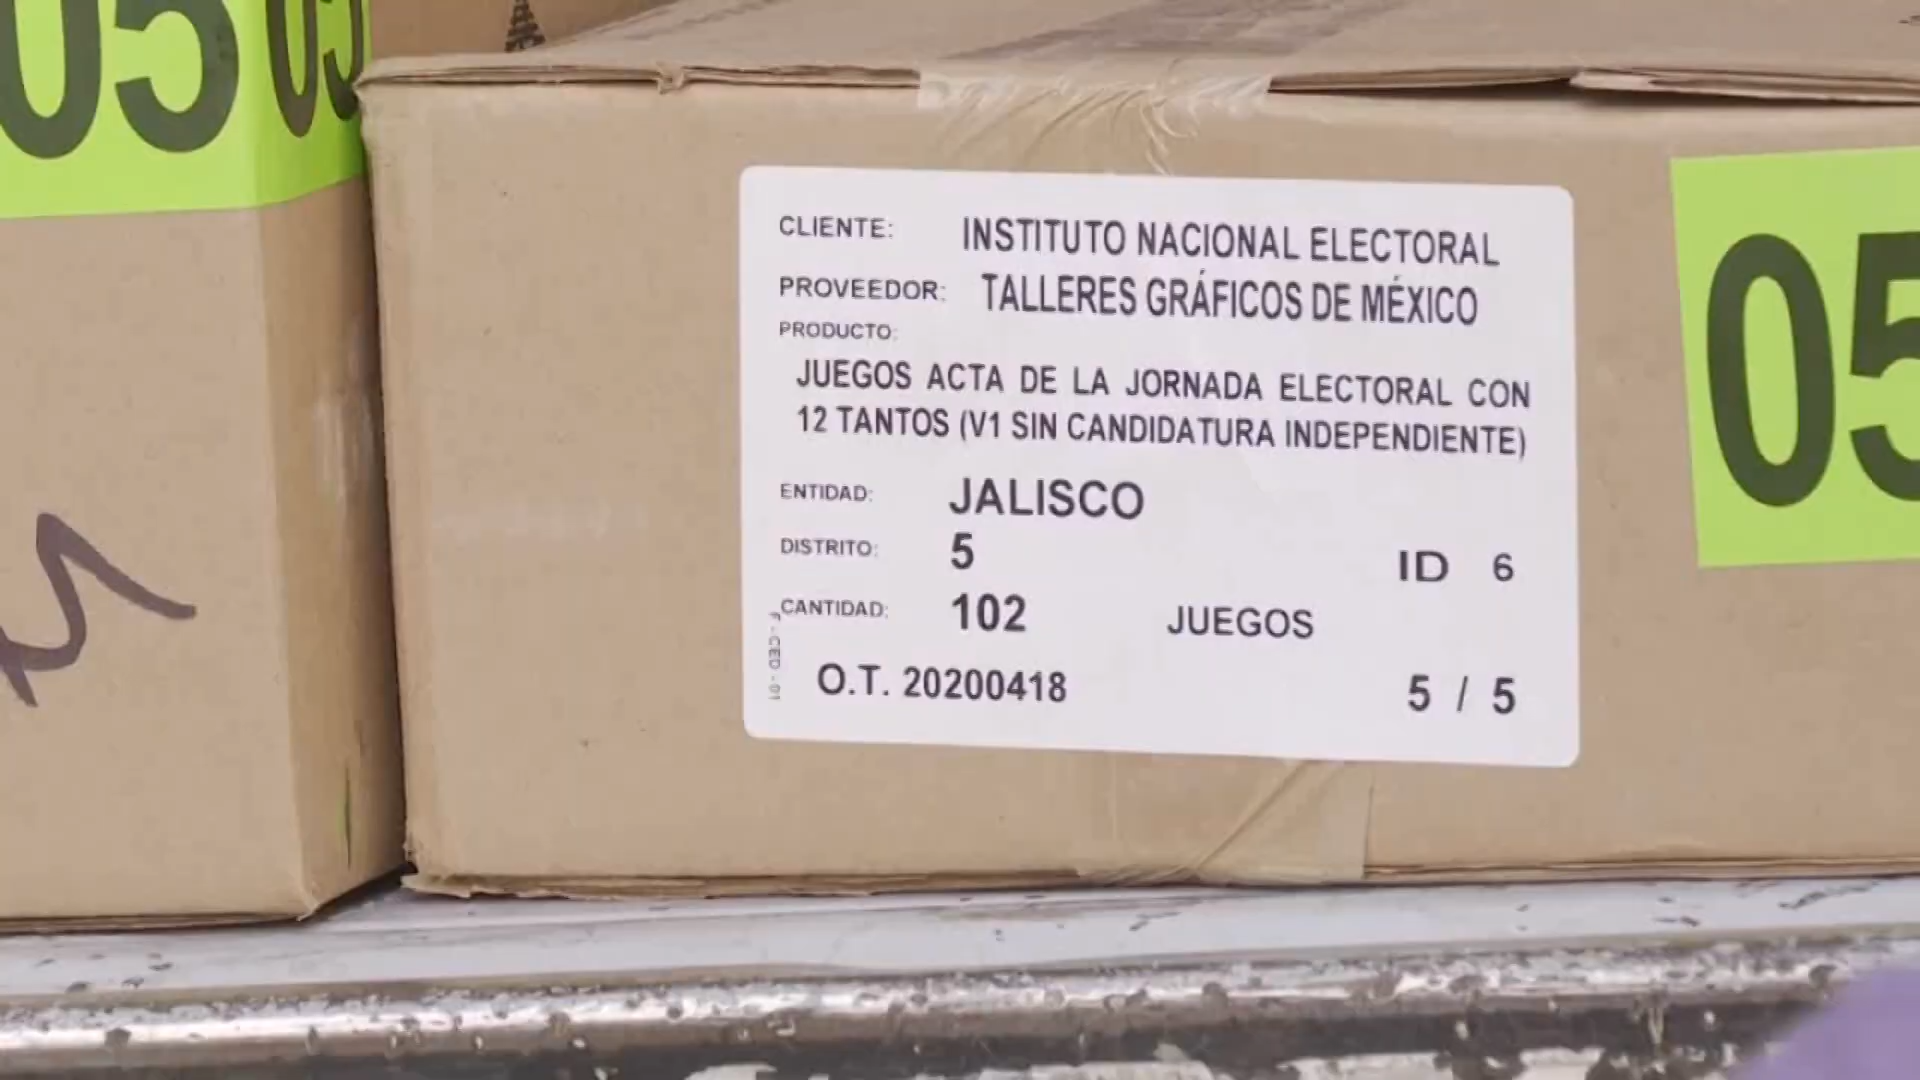 05 05
CLIENTE: INSTITUTO NACIONAL ELECTORAL
PROVEEDOR: TALLERES GRÁFICOS DE MÉXICO
PRODUCTO:
JUEGOS ACTA DE LA JORNADA ELECTORAL CON
12 TANTOS (V1 SIN CANDIDATURA INDEPENDIENTE)
ENTIDAD: JALISCO
DISTRITO: 5 ID 6
CANTIDAD: 102 JUEGOS
F-CED-01
O.T. 20200418 5 / 5
05